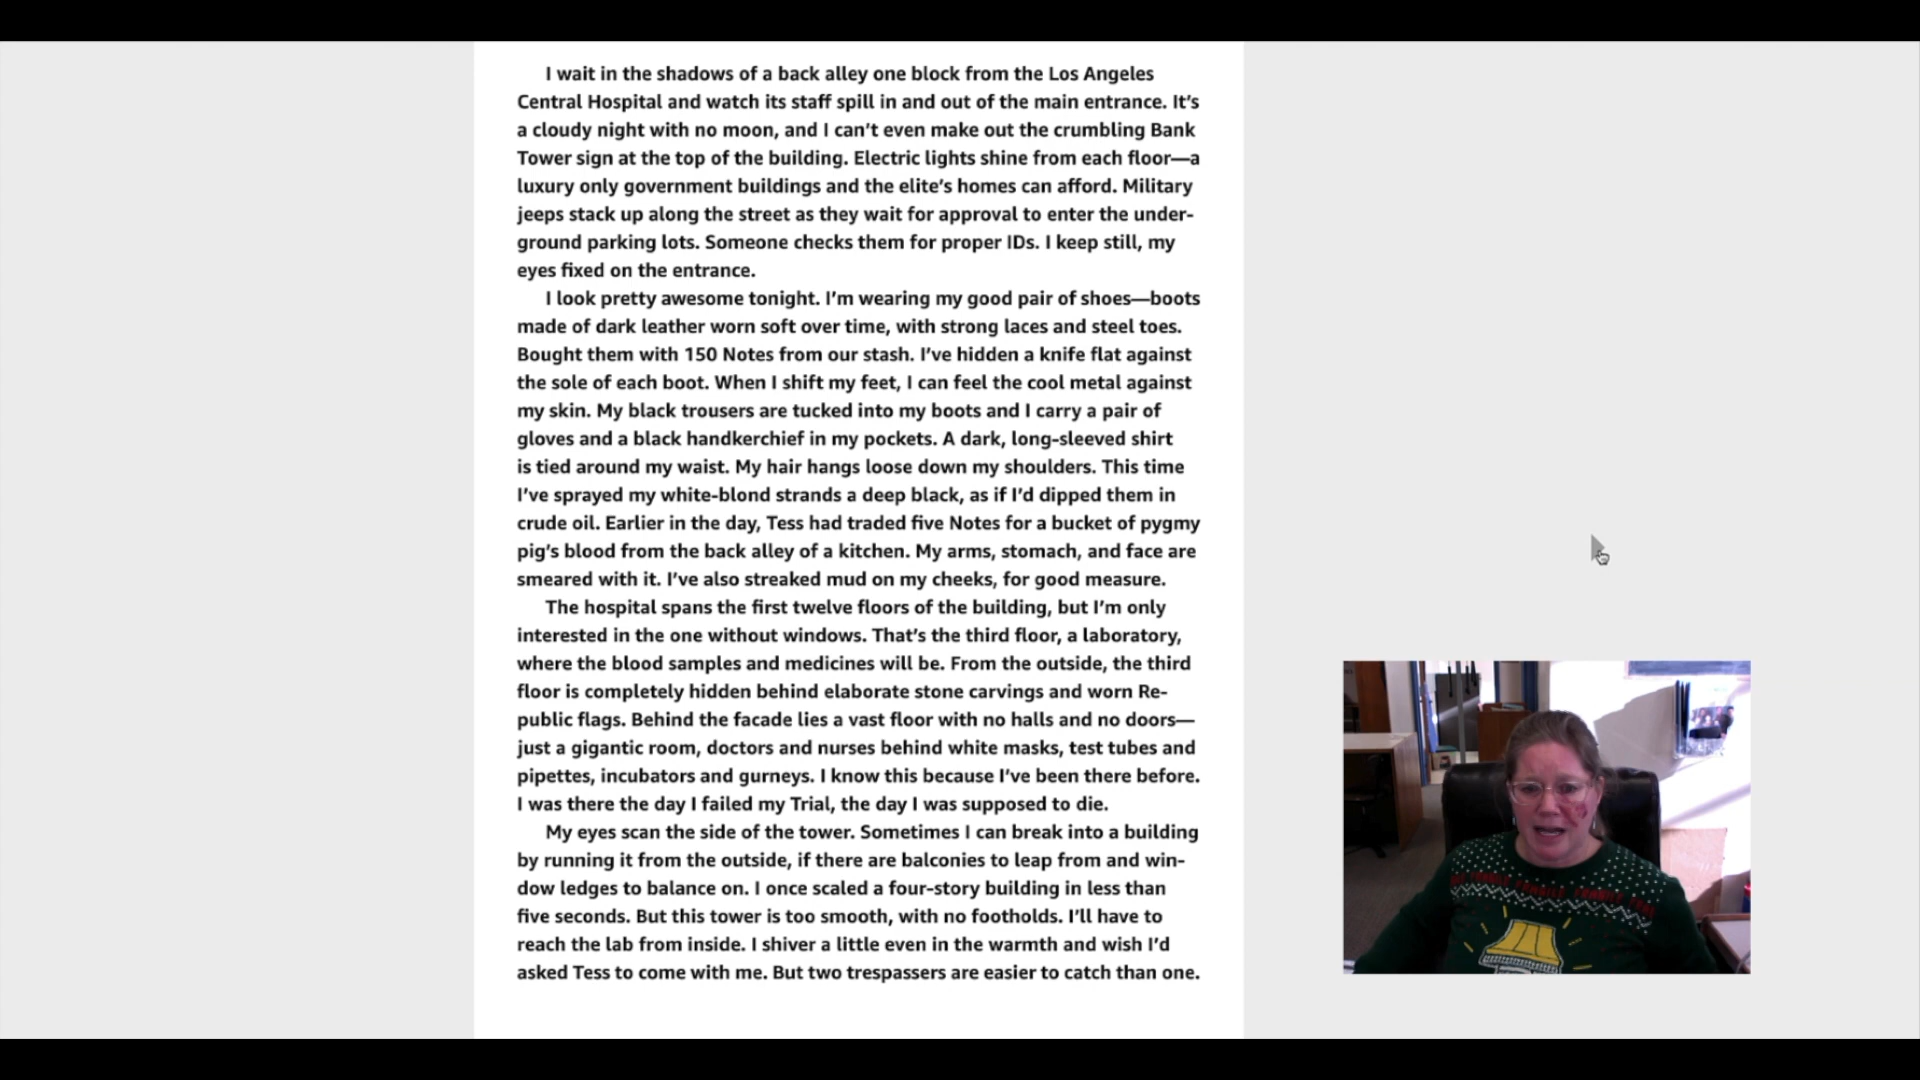 I wait in the shadows of a back alley one block from the Los Angeles
Central Hospital and watch its staff spill in and out of the main entrance. It’s
a cloudy night with no moon, and I can’t even make out the crumbling Bank
Tower sign at the top of the building. Electric lights shine from each floor—a
luxury only government buildings and the elite’s homes can afford. Military
jeeps stack up along the street as they wait for approval to enter the under-
ground parking lots. Someone checks them for proper IDs. I keep still, my
eyes fixed on the entrance.
I look pretty awesome tonight. I’m wearing my good pair of shoes—boots
made of dark leather worn soft over time, with strong laces and steel toes.
Bought them with 150 Notes from our stash. I’ve hidden a knife flat against
the sole of each boot. When I shift my feet, I can feel the cool metal against
my skin. My black trousers are tucked into my boots and I carry a pair of
gloves and a black handkerchief in my pockets. A dark, long-sleeved shirt
is tied around my waist. My hair hangs loose down my shoulders. This time
I’ve sprayed my white-blond strands a deep black, as if I’d dipped them in
crude oil. Earlier in the day, Tess had traded five Notes for a bucket of pygmy
pig’s blood from the back alley of a kitchen. My arms, stomach, and face are
smeared with it. I’ve also streaked mud on my cheeks, for good measure.
The hospital spans the first twelve floors of the building, but I’m only
interested in the one without windows. That’s the third floor, a laboratory,
where the blood samples and medicines will be. From the outside, the third
floor is completely hidden behind elaborate stone carvings and worn Re-
public flags. Behind the facade lies a vast floor with no halls and no doors—
just a gigantic room, doctors and nurses behind white masks, test tubes and
pipettes, incubators and gurneys. I know this because I’ve been there before.
I was there the day I failed my Trial, the day I was supposed to die.
My eyes scan the side of the tower. Sometimes I can break into a building
by running it from the outside, if there are balconies to leap from and win-
dow ledges to balance on. I once scaled a four-story building in less than
five seconds. But this tower is too smooth, with no footholds. I’ll have to
reach the lab from inside. I shiver a little even in the warmth and wish I’d
asked Tess to come with me. But two trespassers are easier to catch than one.